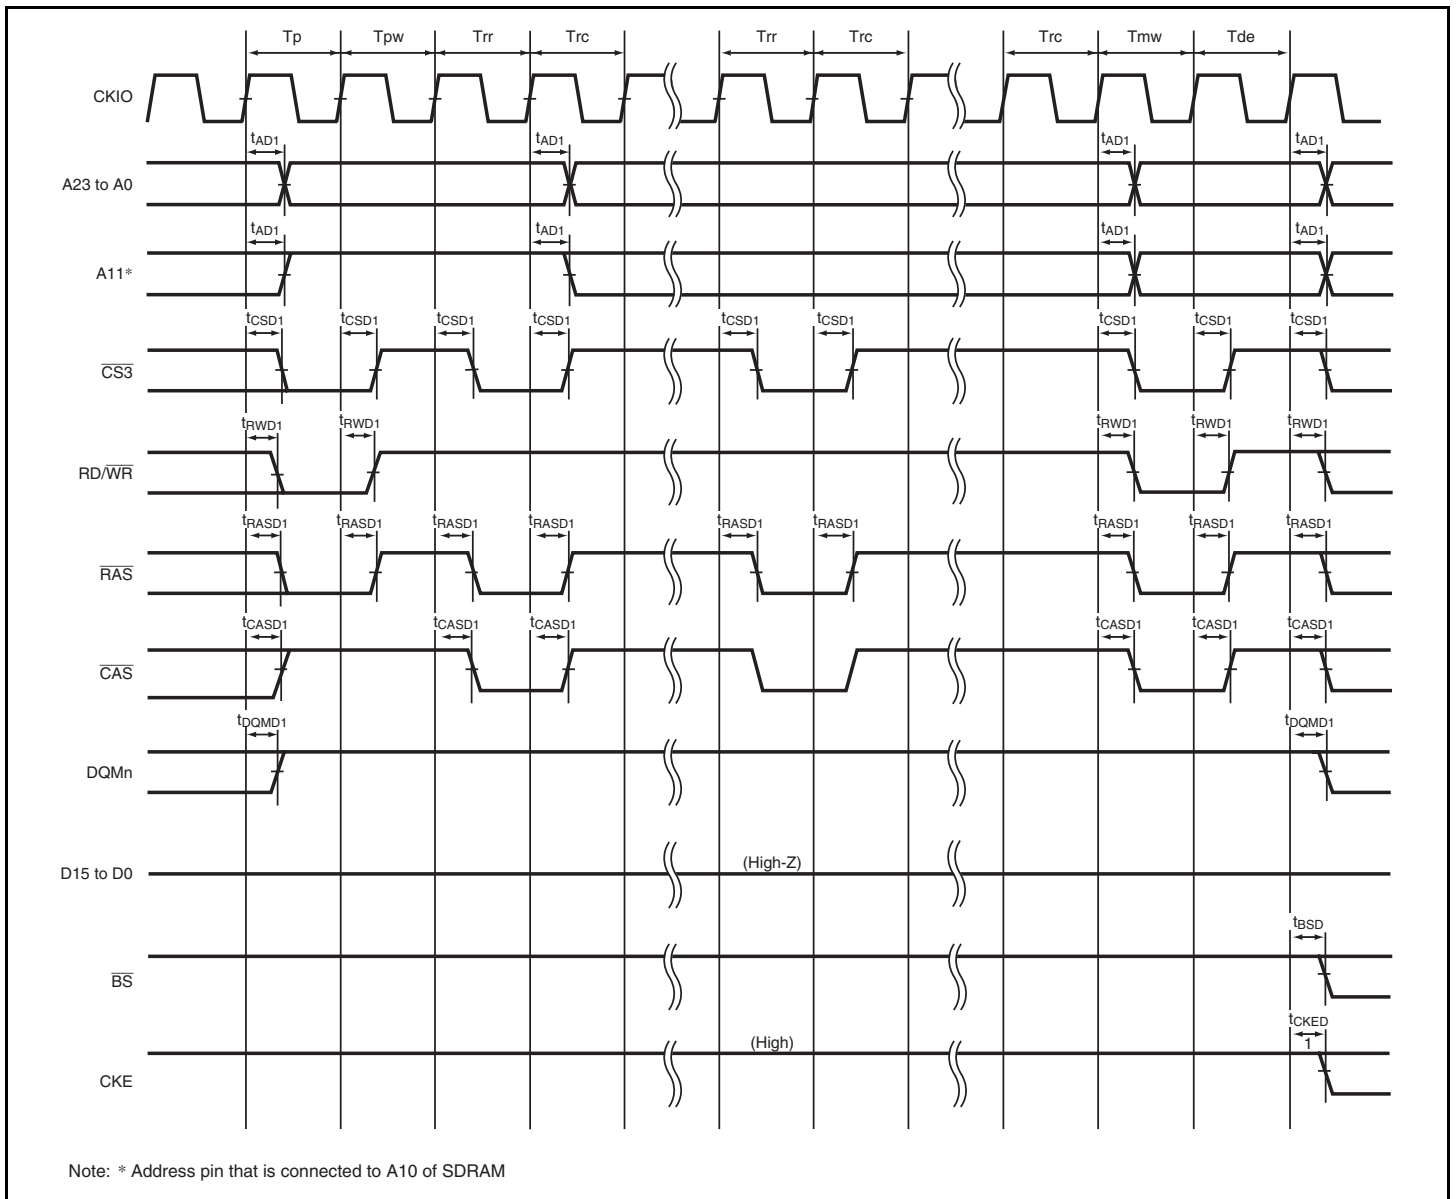 Tp Tpw Trr Trc Trr Trc Trc Tmw Tde
CKIO
tAD1 tAD1 tAD1 tAD1
A23 to A0
tAD1 tAD1 tAD1 tAD1
A11*
tCSD1 tCSD1 tCSD1 tCSD1 tCSD1 tCSD1 tCSD1 tCSD1 tCSD1
CS3
tRWD1 tRWD1 tRWD1 tRWD1 tRWD1
RD/WR
tRASD1 tRASD1 tRASD1 tRASD1 tRASD1 tRASD1 tRASD1 tRASD1 tRASD1
RAS
tCASD1 tCASD1 tCASD1 tCASD1 tCASD1 tCASD1
CAS
tDQMD1 tDQMD1
DQMn
(High-Z)
D15 to D0
tBSD
BS
tCKED
1
(High)
CKE
Note: * Address pin that is connected to A10 of SDRAM